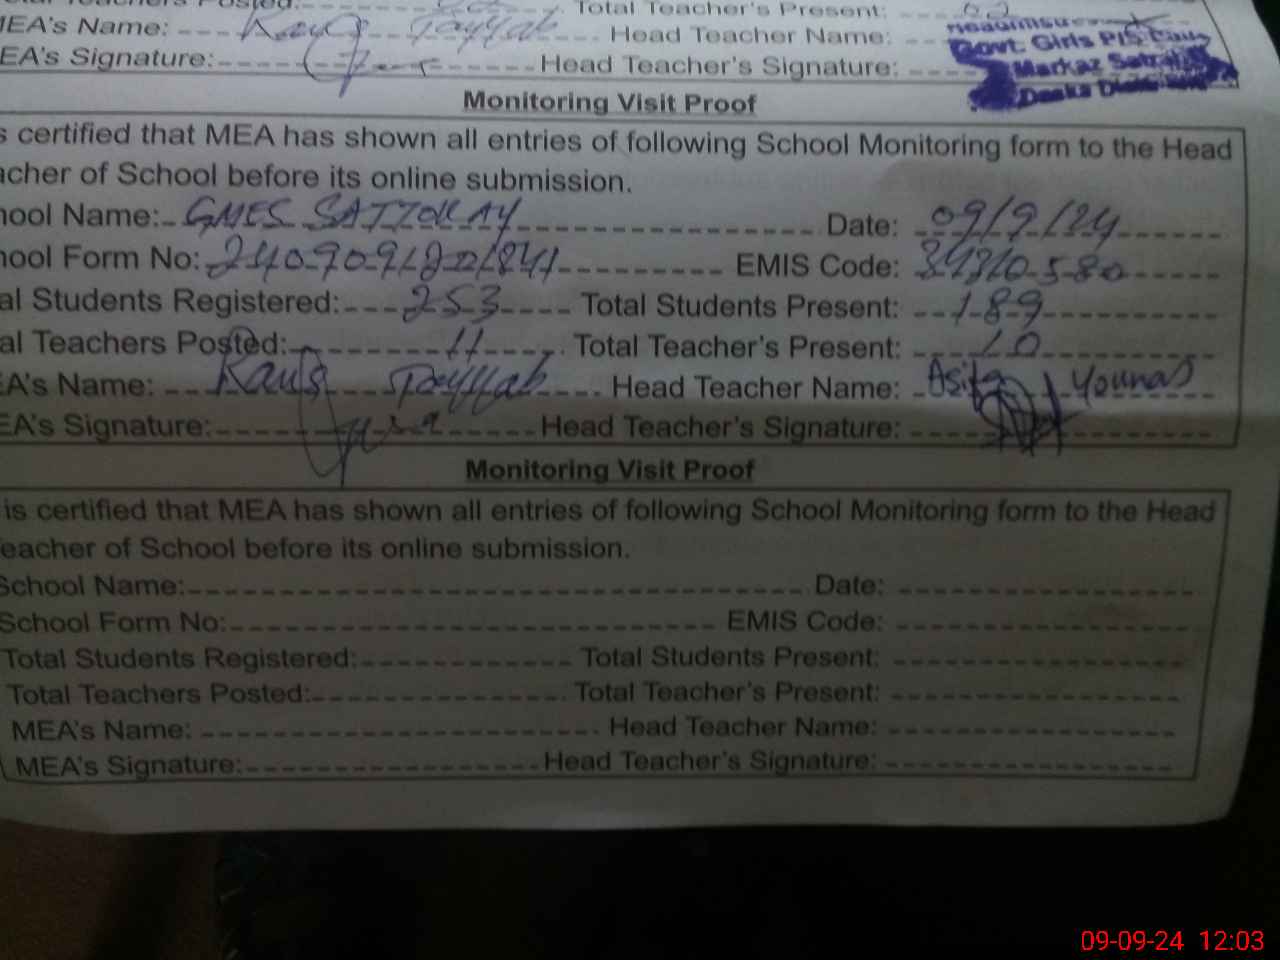 Total Teacher's Present:
MEA's Name: Tayyab Head Teacher Name:
EA's Signature: Head Teacher's Signature:
Govt. Girls P/S
Markaz
Daska
Monitoring Visit Proof
s certified that MEA has shown all entries of following School Monitoring form to the Head
acher of School before its online submission.
hool Name: GMES SATTOKAY Date: 09/9/24
hool Form No: EMIS Code: 34310580
al Students Registered: 253 Total Students Present: 189
al Teachers Posted: 11 Total Teacher's Present: 10
EA's Name: Tayyab Head Teacher Name: Younas
EA's Signature: Head Teacher's Signature:
Monitoring Visit Proof
is certified that MEA has shown all entries of following School Monitoring form to the Head
eacher of School before its online submission.
School Name: Date:
School Form No: EMIS Code:
Total Students Registered: Total Students Present:
Total Teachers Posted: Total Teacher's Present:
MEA's Name: Head Teacher Name:
MEA's Signature: Head Teacher's Signature:
09-09-24 12:03